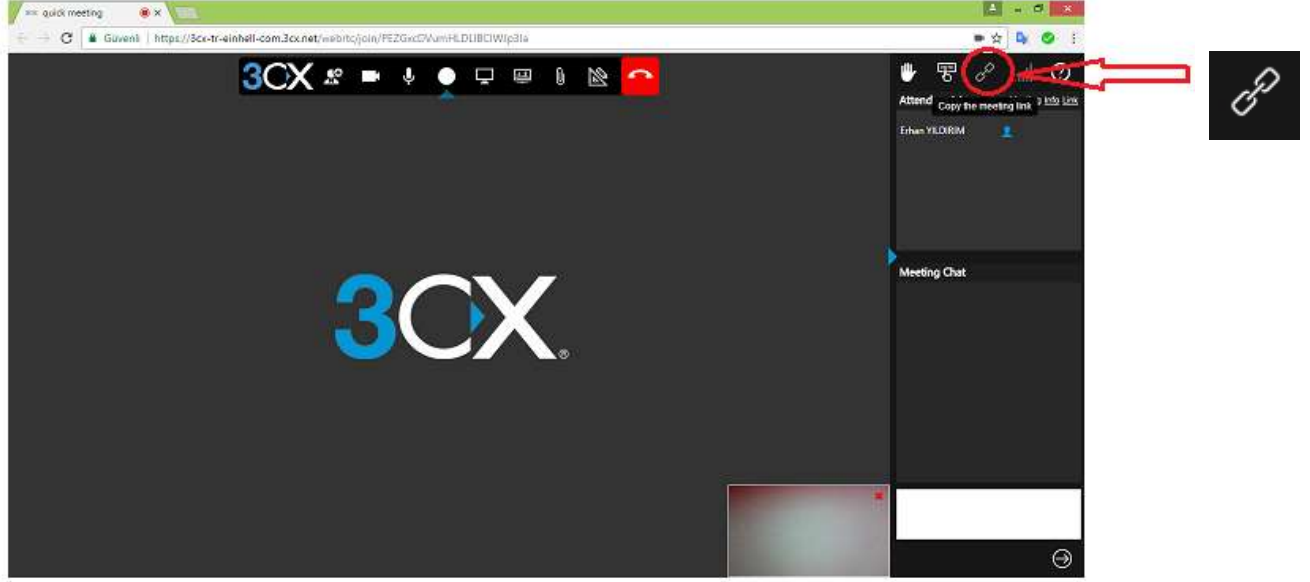 quick meeting
Güvenli
https://3cx-tr-einhell-com.3cx.net/webrtc/join/
3CX
Attend
Info Link
Copy the meeting link
Erhan YILDIRIM
Meeting Chat
3CX®